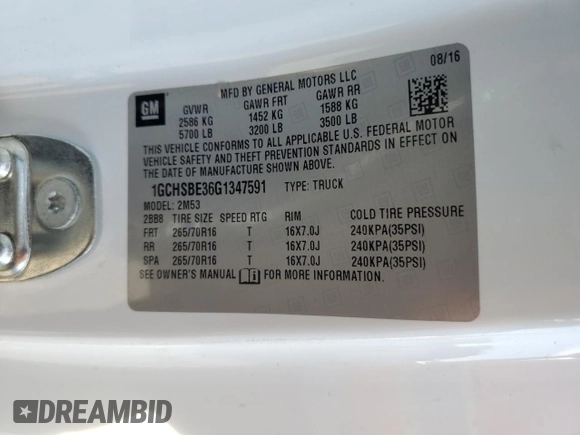 08/16
MFD BY GENERAL MOTORS LLC
GM
GVWR GAWR FRT GAWR RR
2586 KG 1452 KG 1588 KG
5700 LB 3200 LB 3500 LB
THIS VEHICLE CONFORMS TO ALL APPLICABLE U.S. FEDERAL MOTOR
VEHICLE SAFETY AND THEFT PREVENTION STANDARDS IN EFFECT ON
THE DATE OF MANUFACTURE SHOWN ABOVE.
1GCHSBE36G1347591 TYPE: TRUCK
MODEL: 2M53
2BB8 TIRE SIZE SPEED RTG RIM COLD TIRE PRESSURE
FRT 265/70R16 T 16X7.0J 240KPA(35PSI)
RR 265/70R16 T 16X7.0J 240KPA(35PSI)
SPA 265/70R16 T 16X7.0J 240KPA(35PSI)
SEE OWNER'S MANUAL FOR MORE INFORMATION.
DREAMBID